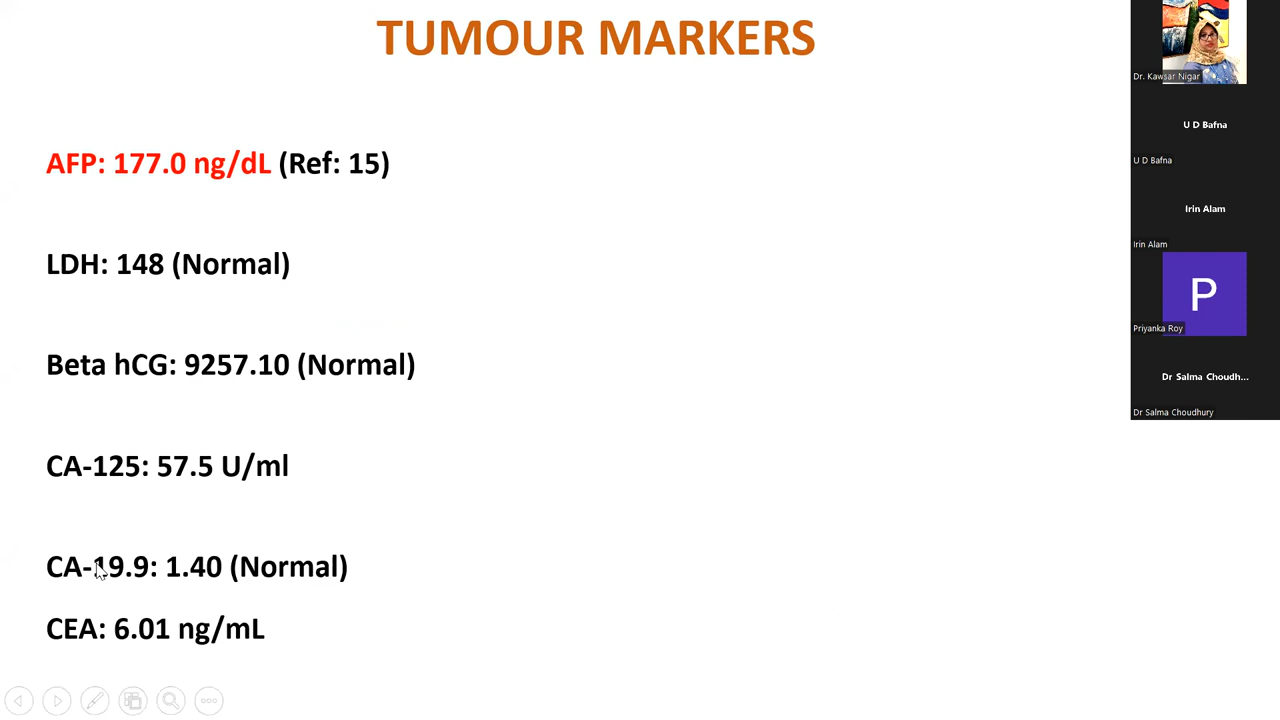 TUMOUR MARKERS
AFP: 177.0 ng/dL (Ref: 15)
LDH: 148 (Normal)
Beta hCG: 9257.10 (Normal)
CA-125: 57.5 U/ml
CA-19.9: 1.40 (Normal)
CEA: 6.01 ng/mL
Dr. Kawsar Nigar
U D Bafna
U D Bafna
Irin Alam
Irin Alam
P
Priyanka Roy
Dr Salma Choudh...
Dr Salma Choudhury